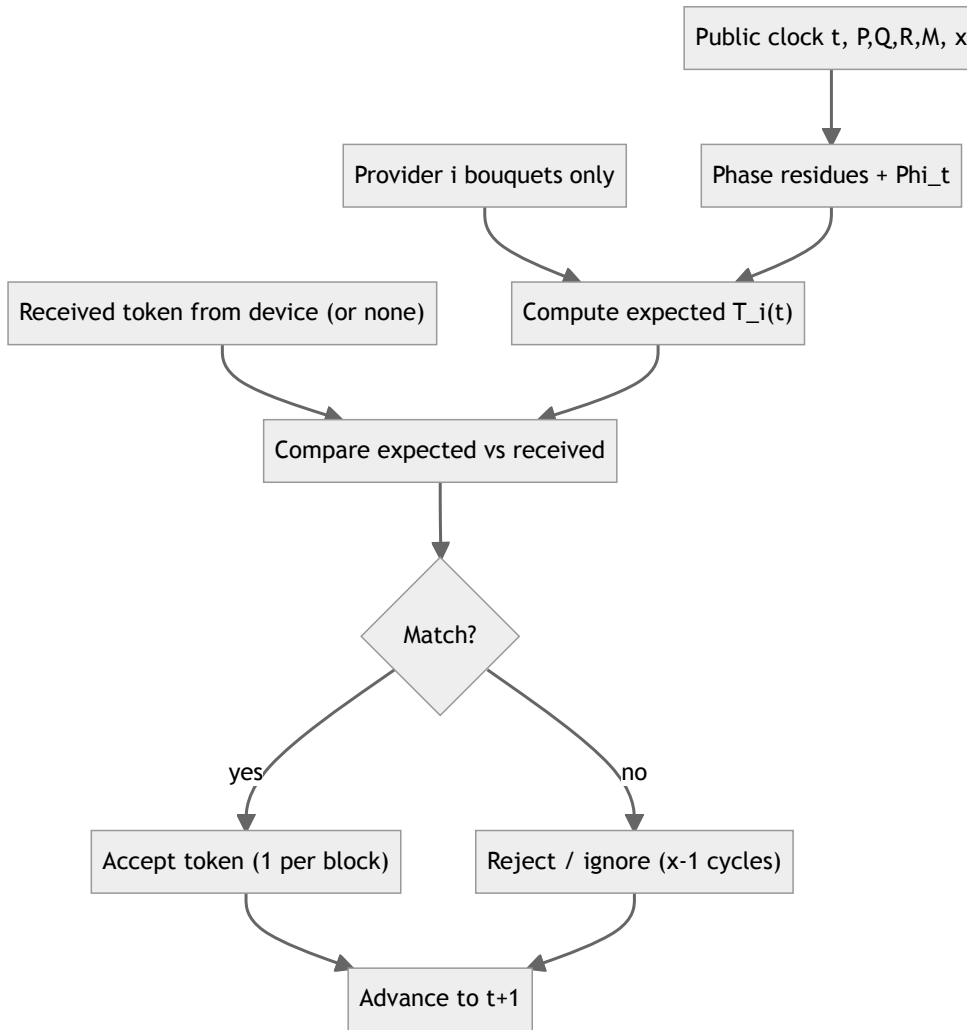 Public clock t, P,Q,R,M, x
Provider i bouquets only
Phase residues + Phi_t
Received token from device (or none)
Compute expected T_i(t)
Compare expected vs received
Match?
yes
no
Accept token (1 per block)
Reject / ignore (x-1 cycles)
Advance to t+1